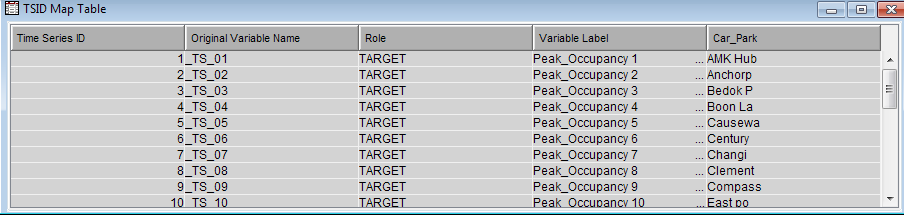 TSID Map Table
Time Series ID Original Variable Name Role Variable Label Car_Park
1 _TS_01 TARGET Peak_Occupancy 1 ... AMK Hub
2 _TS_02 TARGET Peak_Occupancy 2 ... Anchorp
3 _TS_03 TARGET Peak_Occupancy 3 ... Bedok P
4 _TS_04 TARGET Peak_Occupancy 4 ... Boon La
5 _TS_05 TARGET Peak_Occupancy 5 ... Causewa
6 _TS_06 TARGET Peak_Occupancy 6 ... Century
7 _TS_07 TARGET Peak_Occupancy 7 ... Changi
8 _TS_08 TARGET Peak_Occupancy 8 ... Clement
9 _TS_09 TARGET Peak_Occupancy 9 ... Compass
10 _TS_10 TARGET Peak_Occupancy 10 ... East po